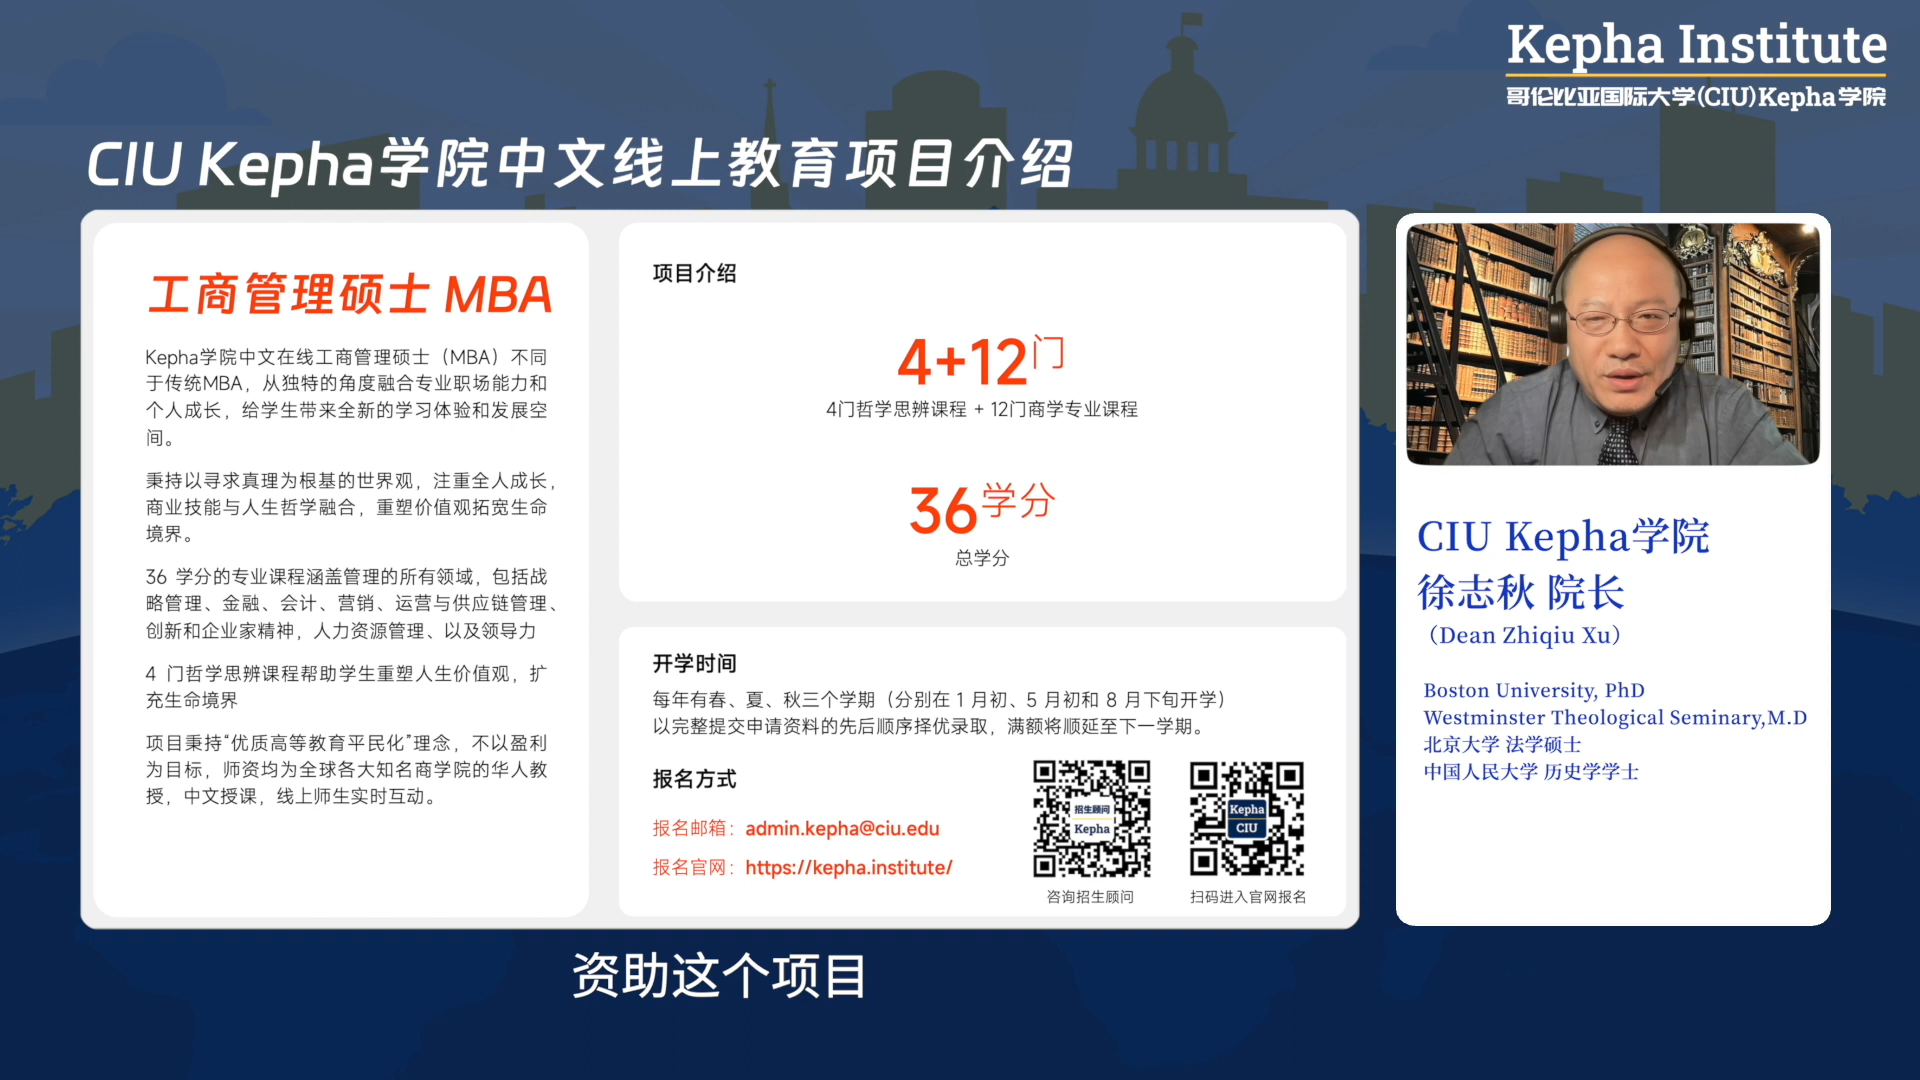 Kepha Institute
哥伦比亚国际大学(CIU)Kepha学院
CIU Kepha学院中文线上教育项目介绍
工商管理硕士 MBA
Kepha学院中文在线工商管理硕士（MBA）不同
于传统MBA，从独特的角度融合专业职场能力和
个人成长，给学生带来全新的学习体验和发展空
间。
秉持以寻求真理为根基的世界观，注重全人成长，
商业技能与人生哲学融合，重塑价值观拓宽生命
境界。
36 学分的专业课程涵盖管理的所有领域，包括战
略管理、金融、会计、营销、运营与供应链管理、
创新和企业家精神，人力资源管理、以及领导力
4 门哲学思辨课程帮助学生重塑人生价值观，扩
充生命境界
项目秉持“优质高等教育平民化”理念，不以盈利
为目标，师资均为全球各大知名商学院的华人教
授，中文授课，线上师生实时互动。
项目介绍
4+12门
4门哲学思辨课程 + 12门商学专业课程
36学分
总学分
开学时间
每年有春、夏、秋三个学期（分别在 1 月初、5 月初和 8 月下旬开学）
以完整提交申请资料的先后顺序择优录取，满额将顺延至下一学期。
报名方式
报名邮箱：admin.kepha@ciu.edu
报名官网：https://kepha.institute/
招生顾问
Kepha
咨询招生顾问
Kepha
CIU
扫码进入官网报名
CIU Kepha学院
徐志秋 院长
（Dean Zhiqiu Xu）
Boston University, PhD
Westminster Theological Seminary,M.D
北京大学 法学硕士
中国人民大学 历史学学士
资助这个项目